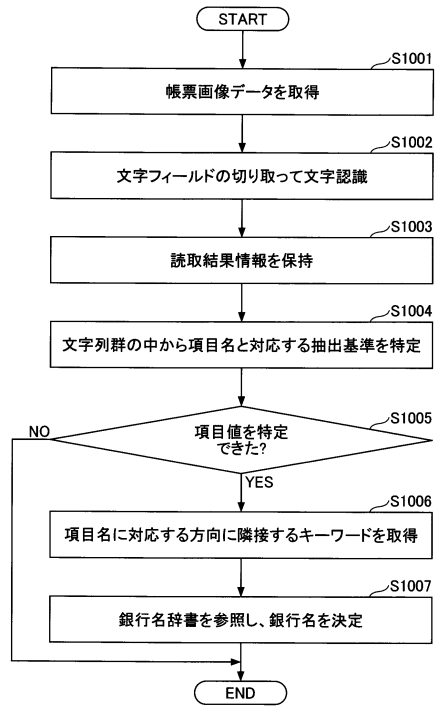 START
S1001
帳票画像データを取得
S1002
文字フィールドの切り取って文字認識
S1003
読取結果情報を保持
S1004
文字列群の中から項目名と対応する抽出基準を特定
S1005
項目値を特定
できた?
NO
YES
S1006
項目名に対応する方向に隣接するキーワードを取得
S1007
銀行名辞書を参照し、銀行名を決定
END